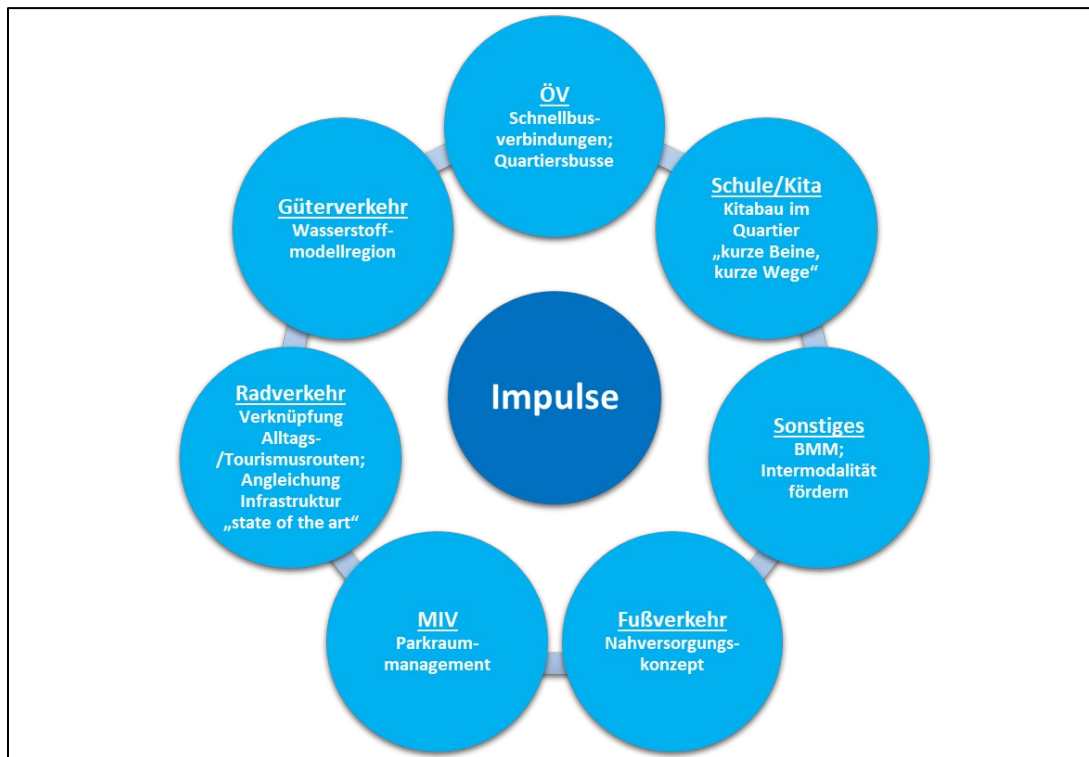 ÖV
Schnellbus-
verbindungen;
Quartiersbusse
Schule/Kita
Kitabau im
Quartier
„kurze Beine,
kurze Wege“
Sonstiges
BMM;
Intermodalität
fördern
Fußverkehr
Nahversorgungs-
konzept
MIV
Parkraum-
management
Radverkehr
Verknüpfung
Alltags-
/Tourismusrouten;
Angleichung
Infrastruktur
„state of the art“
Güterverkehr
Wasserstoff-
modellregion
Impulse